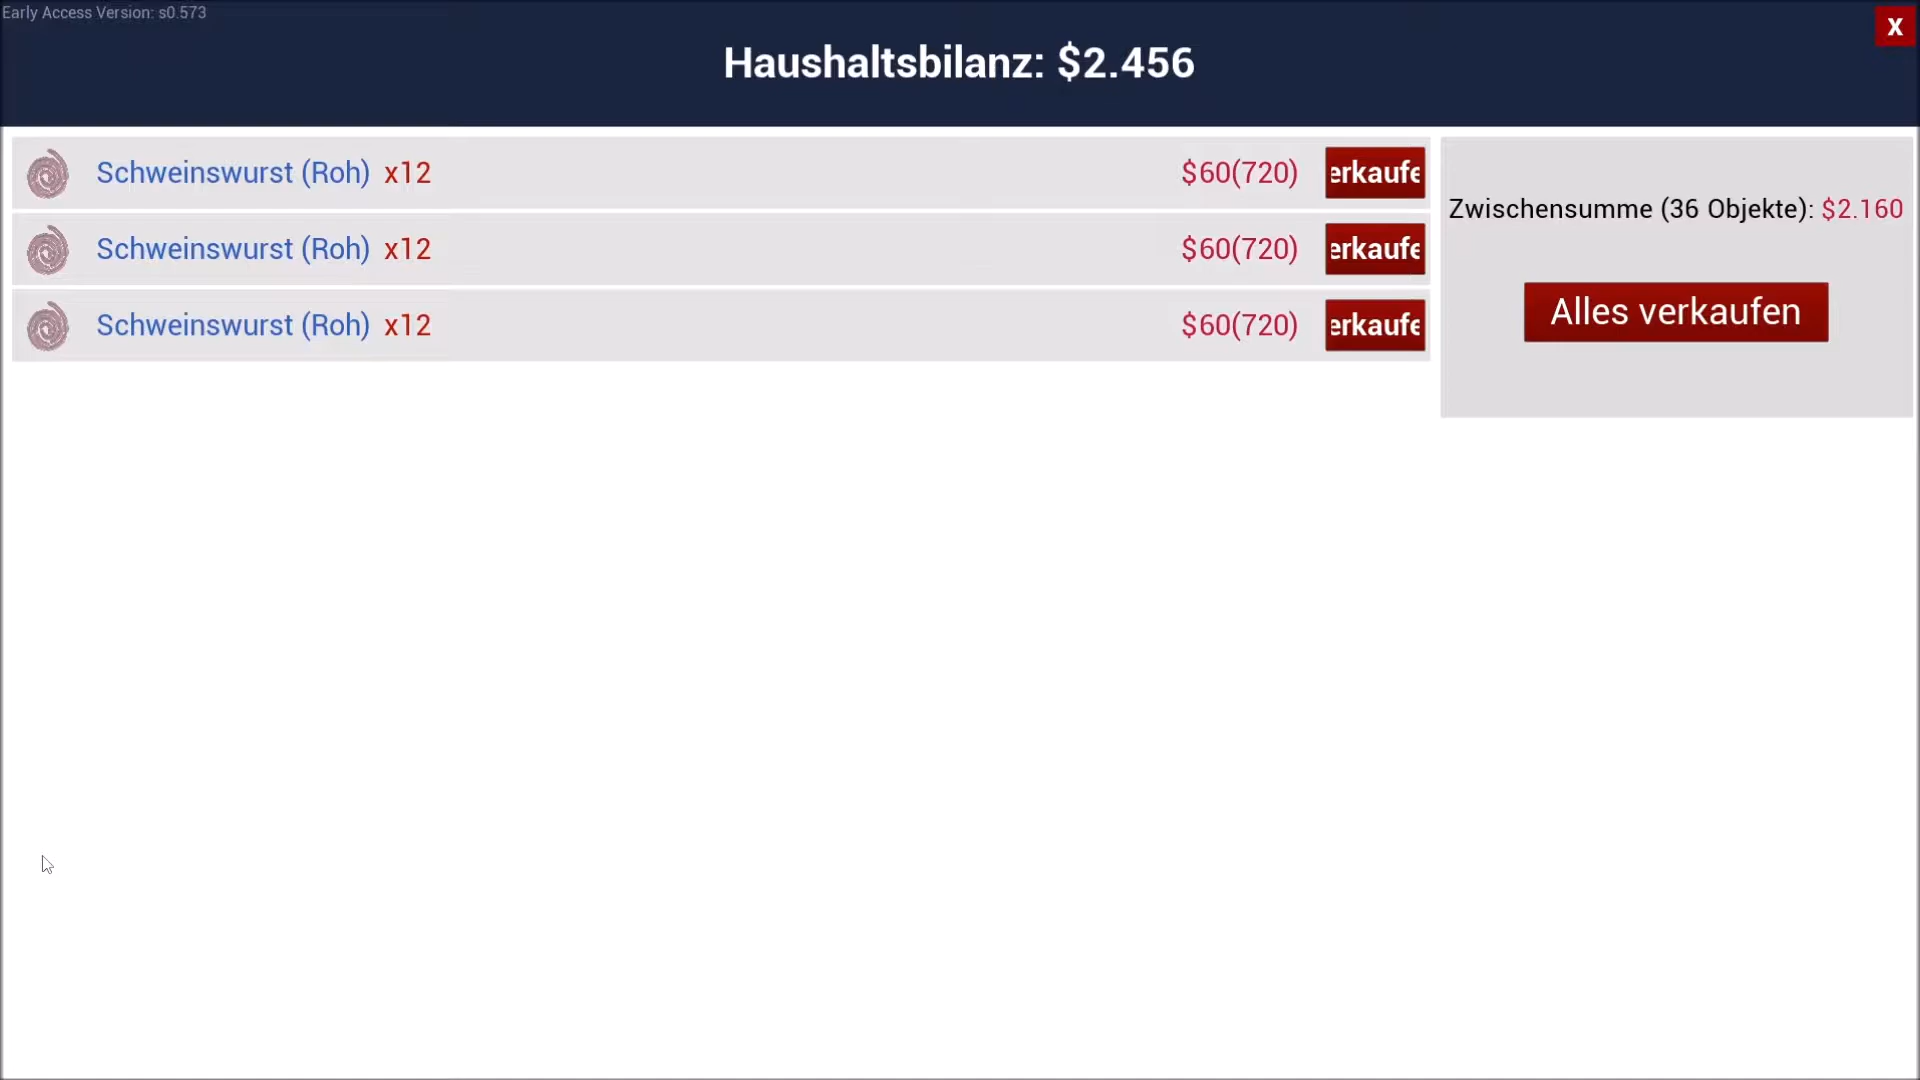 Early Access Version: s0.573
X
Haushaltsbilanz: $2.456
Schweinswurst (Roh) x12 $60(720) erkaufe
Schweinswurst (Roh) x12 $60(720) erkaufe
Schweinswurst (Roh) x12 $60(720) erkaufe
Zwischensumme (36 Objekte): $2.160
Alles verkaufen